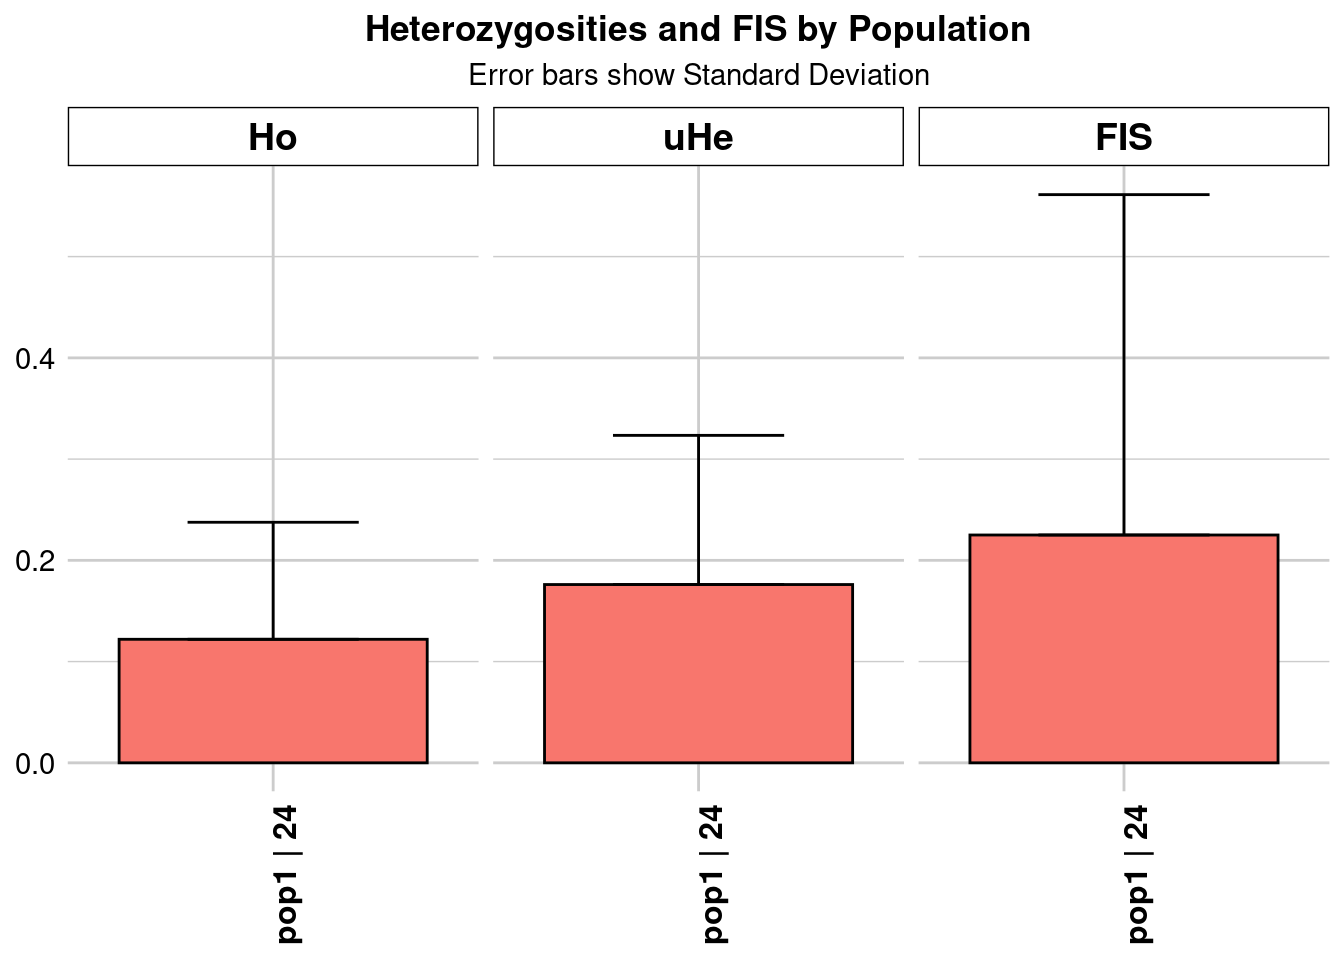 Heterozygosities and FIS by Population
Error bars show Standard Deviation
Ho uHe FIS
0.4
0.2
0.0
pop1 | 24 pop1 | 24 pop1 | 24